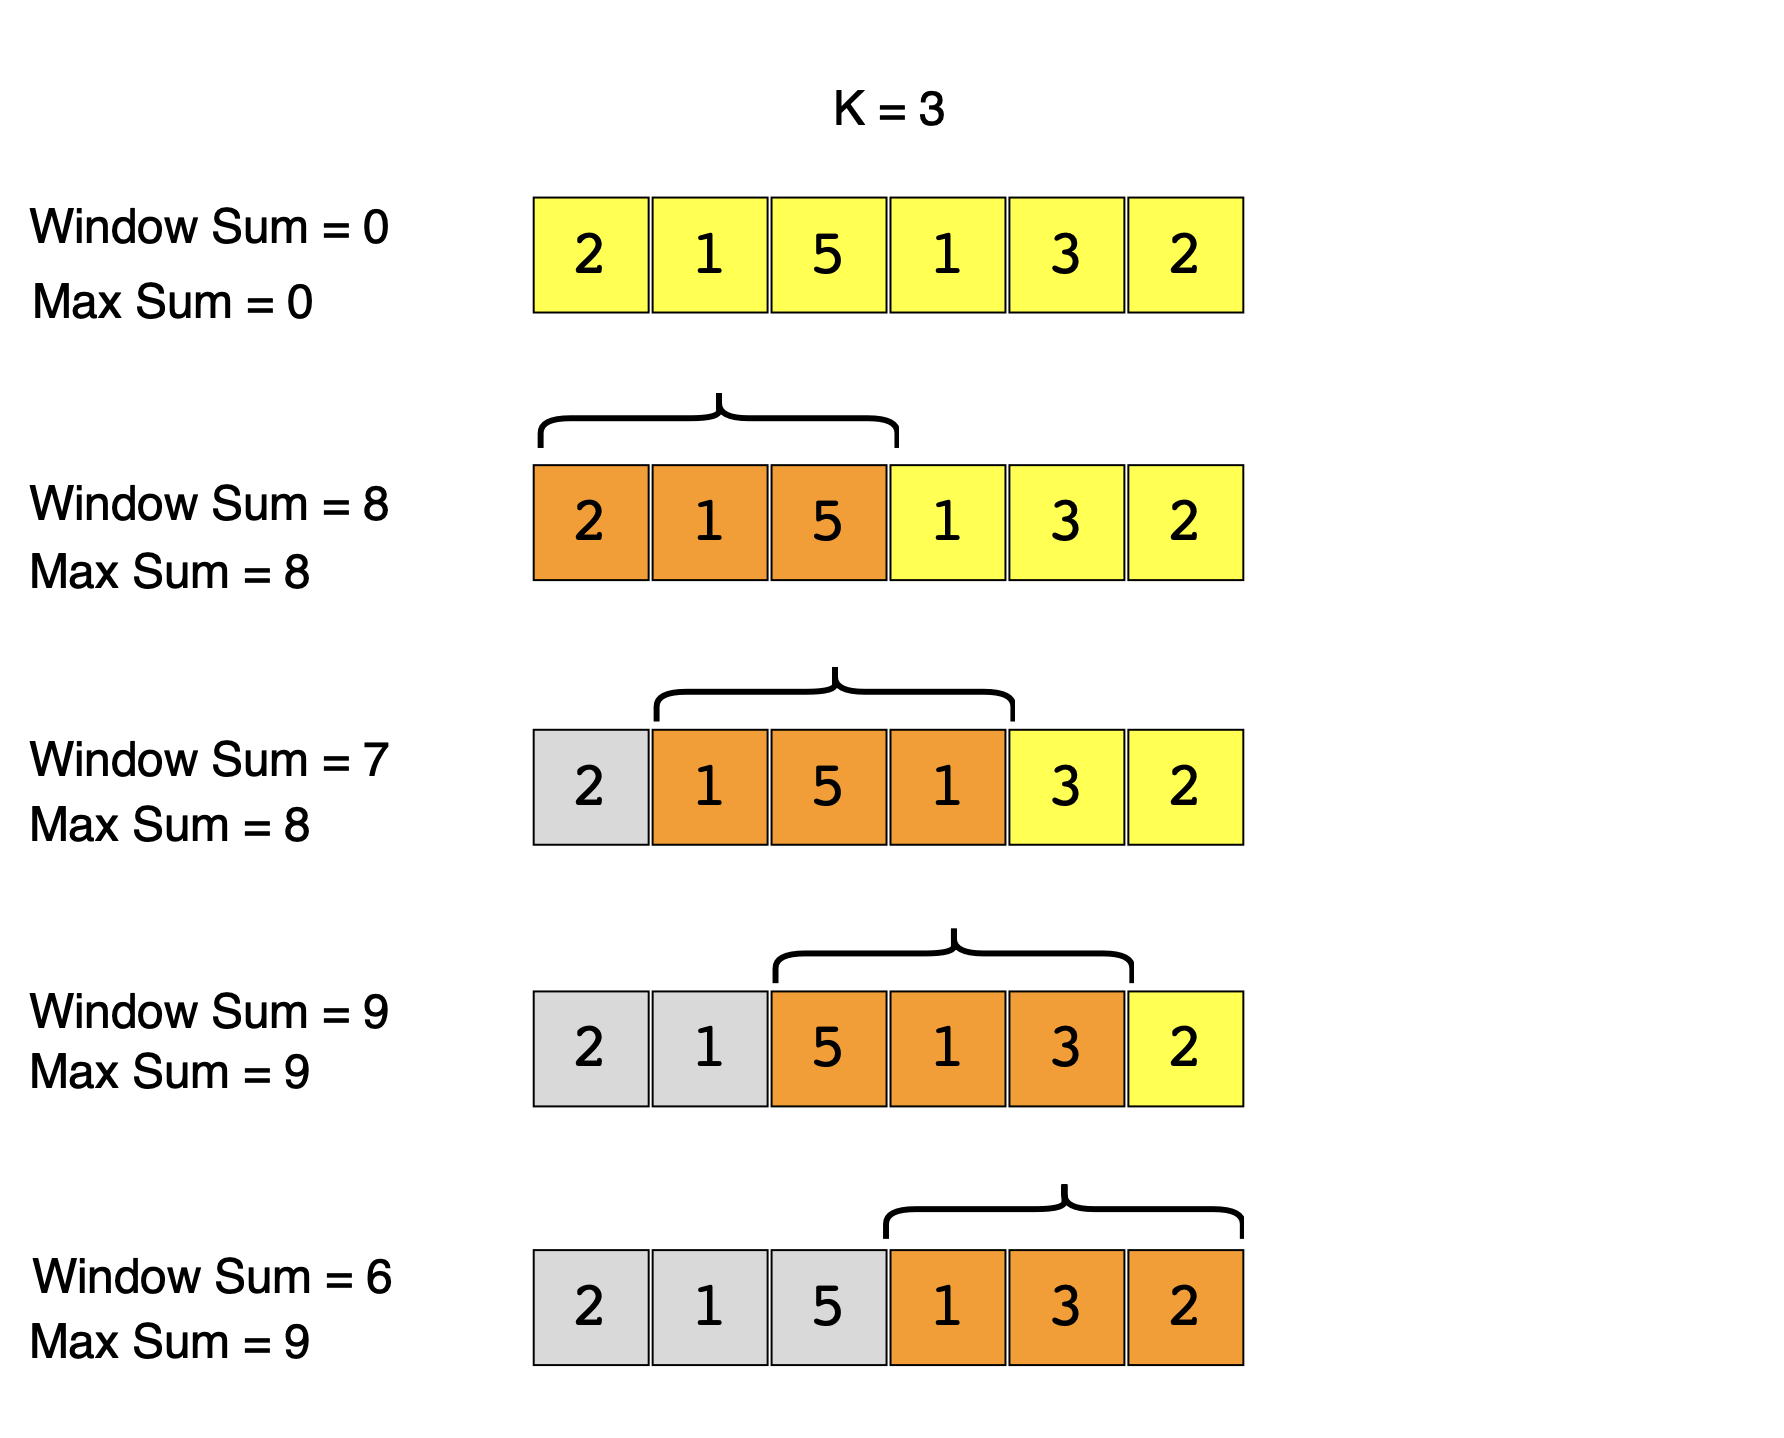 K = 3
Window Sum = 0
Max Sum = 0
2 1 5 1 3 2
Window Sum = 8
Max Sum = 8
2 1 5 1 3 2
Window Sum = 7
Max Sum = 8
2 1 5 1 3 2
Window Sum = 9
Max Sum = 9
2 1 5 1 3 2
Window Sum = 6
Max Sum = 9
2 1 5 1 3 2